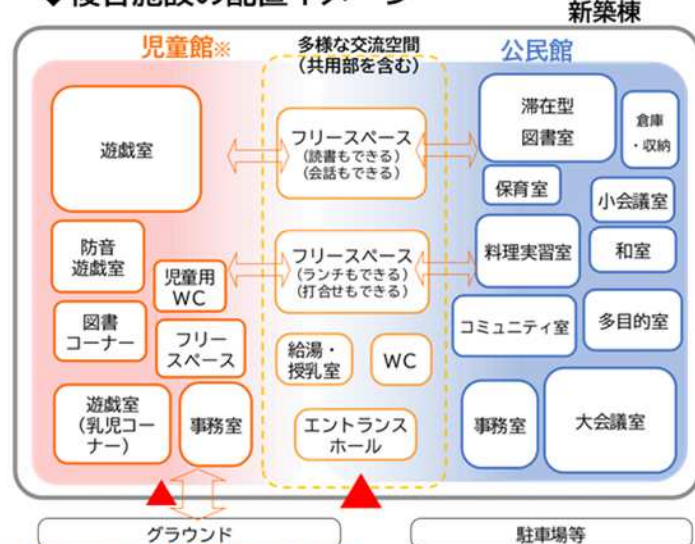 新築棟
児童館※
多様な交流空間
（共用部を含む）
公民館
遊戯室
フリースペース
（読書もできる）
（会話もできる）
滞在型
図書室
倉庫
・収納
保育室
小会議室
防音
遊戯室
児童用
WC
フリースペース
（ランチもできる）
（打合せもできる）
料理実習室
和室
図書
コーナー
フリー
スペース
給湯・
授乳室
WC
コミュニティ室
多目的室
遊戯室
（乳児コー
ナー）
事務室
エントランス
ホール
事務室
大会議室
グラウンド
駐車場等